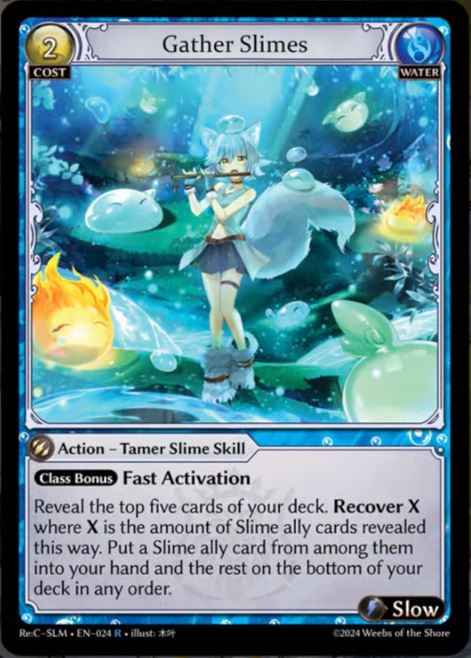 2
Gather Slimes
COST
WATER
Action – Tamer Slime Skill
Class Bonus Fast Activation
Reveal the top five cards of your deck. Recover X
where X is the amount of Slime ally cards revealed
this way. Put a Slime ally card from among them
into your hand and the rest on the bottom of your
deck in any order.
Slow
Re:C–SLM • EN–024 R • illust: 木叶
©2024 Weebs of the Shore